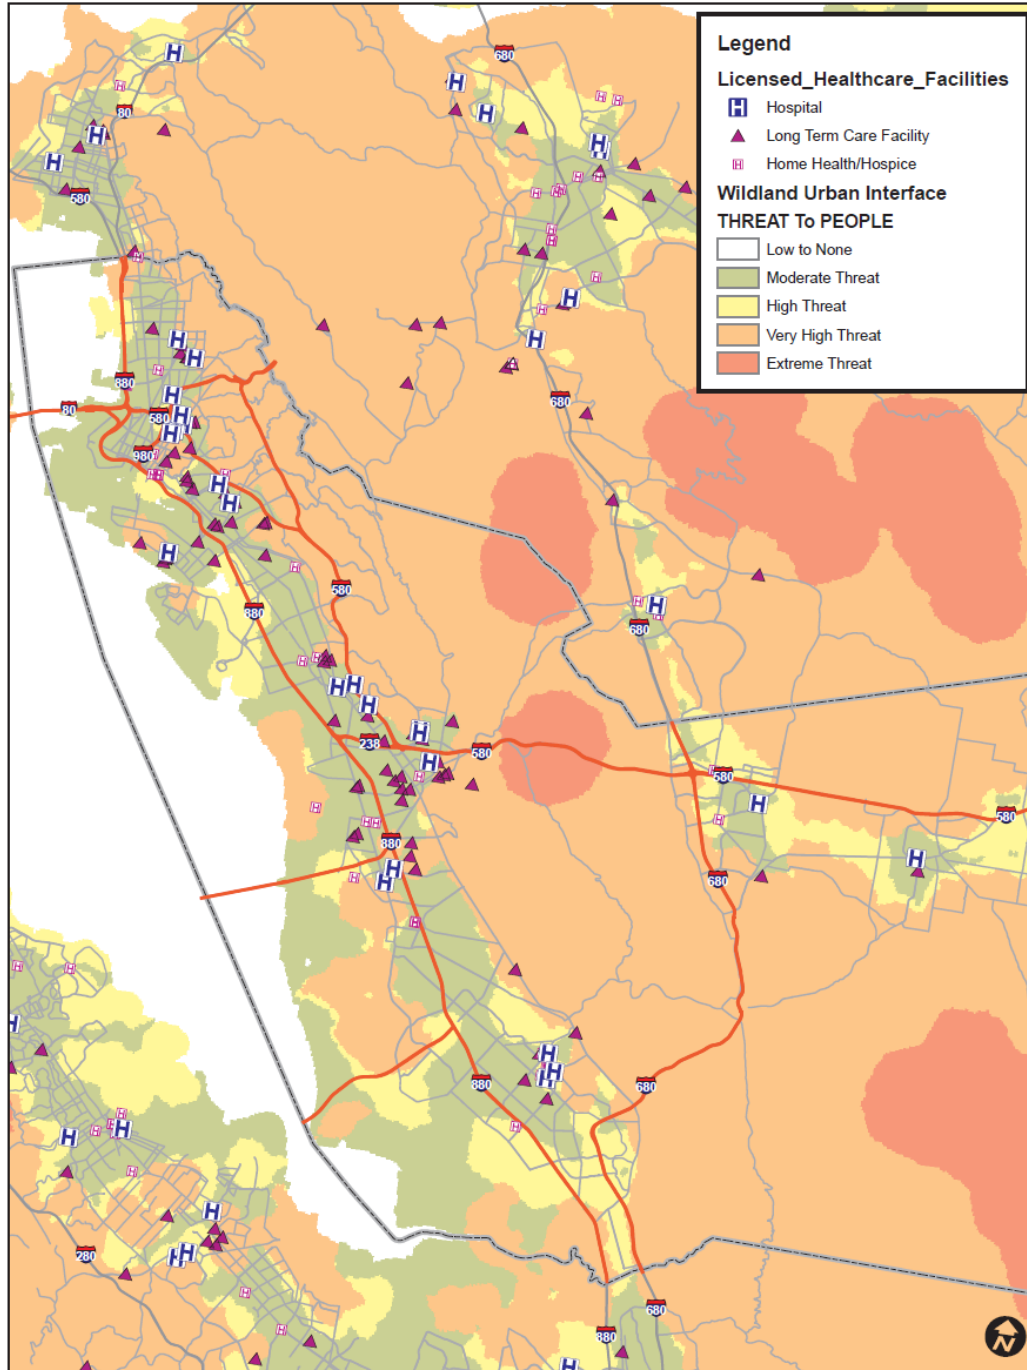 Legend
Licensed_Healthcare_Facilities
H Hospital
Long Term Care Facility
H Home Health/Hospice
Wildland Urban Interface
THREAT To PEOPLE
Low to None
Moderate Threat
High Threat
Very High Threat
Extreme Threat
680
80
580
880
680
80
580
980
580
880
680
238
580
580
580
880
680
880
680
280
680
880
N